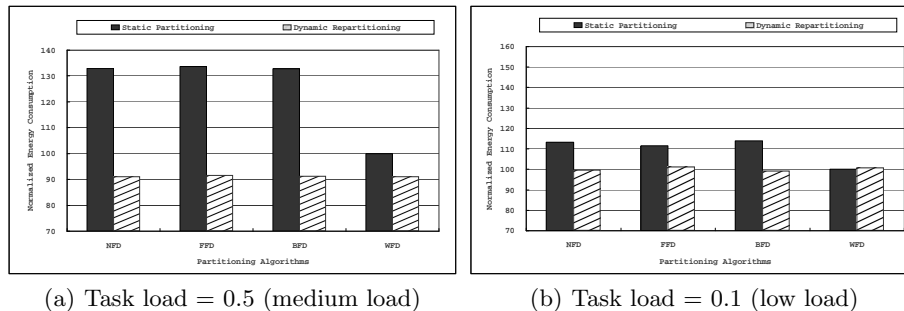 Static Partitioning Dynamic Repartitioning
Normalized Energy Consumption
140
130
120
110
100
90
80
70
NFD FFD BFD WFD
Partitioning Algorithms
(a) Task load = 0.5 (medium load)
Static Partitioning Dynamic Repartitioning
Normalized Energy Consumption
160
150
140
130
120
110
100
90
80
70
NFD FFD BFD WFD
Partitioning Algorithms
(b) Task load = 0.1 (low load)